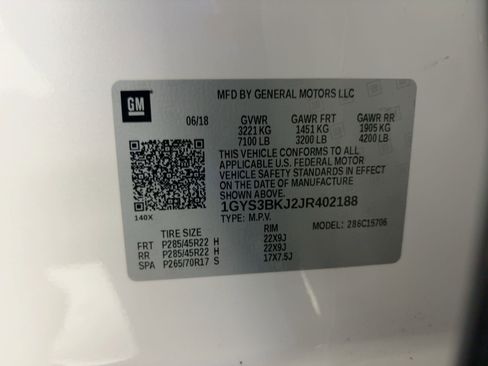 GM
MFD BY GENERAL MOTORS LLC
06/18 GVWR GAWR FRT GAWR RR
3221 KG 1451 KG 1905 KG
7100 LB 3200 LB 4200 LB
THIS VEHICLE CONFORMS TO ALL
APPLICABLE U.S. FEDERAL MOTOR
VEHICLE SAFETY STANDARDS IN EFFECT
ON THE DATE OF MANUFACTURE
SHOWN ABOVE.
1GYS3BKJ2JR402188
140X TYPE: M.P.V. MODEL: 286C15706
TIRE SIZE RIM
FRT P285/45R22 H 22X9J
RR P285/45R22 H 22X9J
SPA P265/70R17 S 17X7.5J